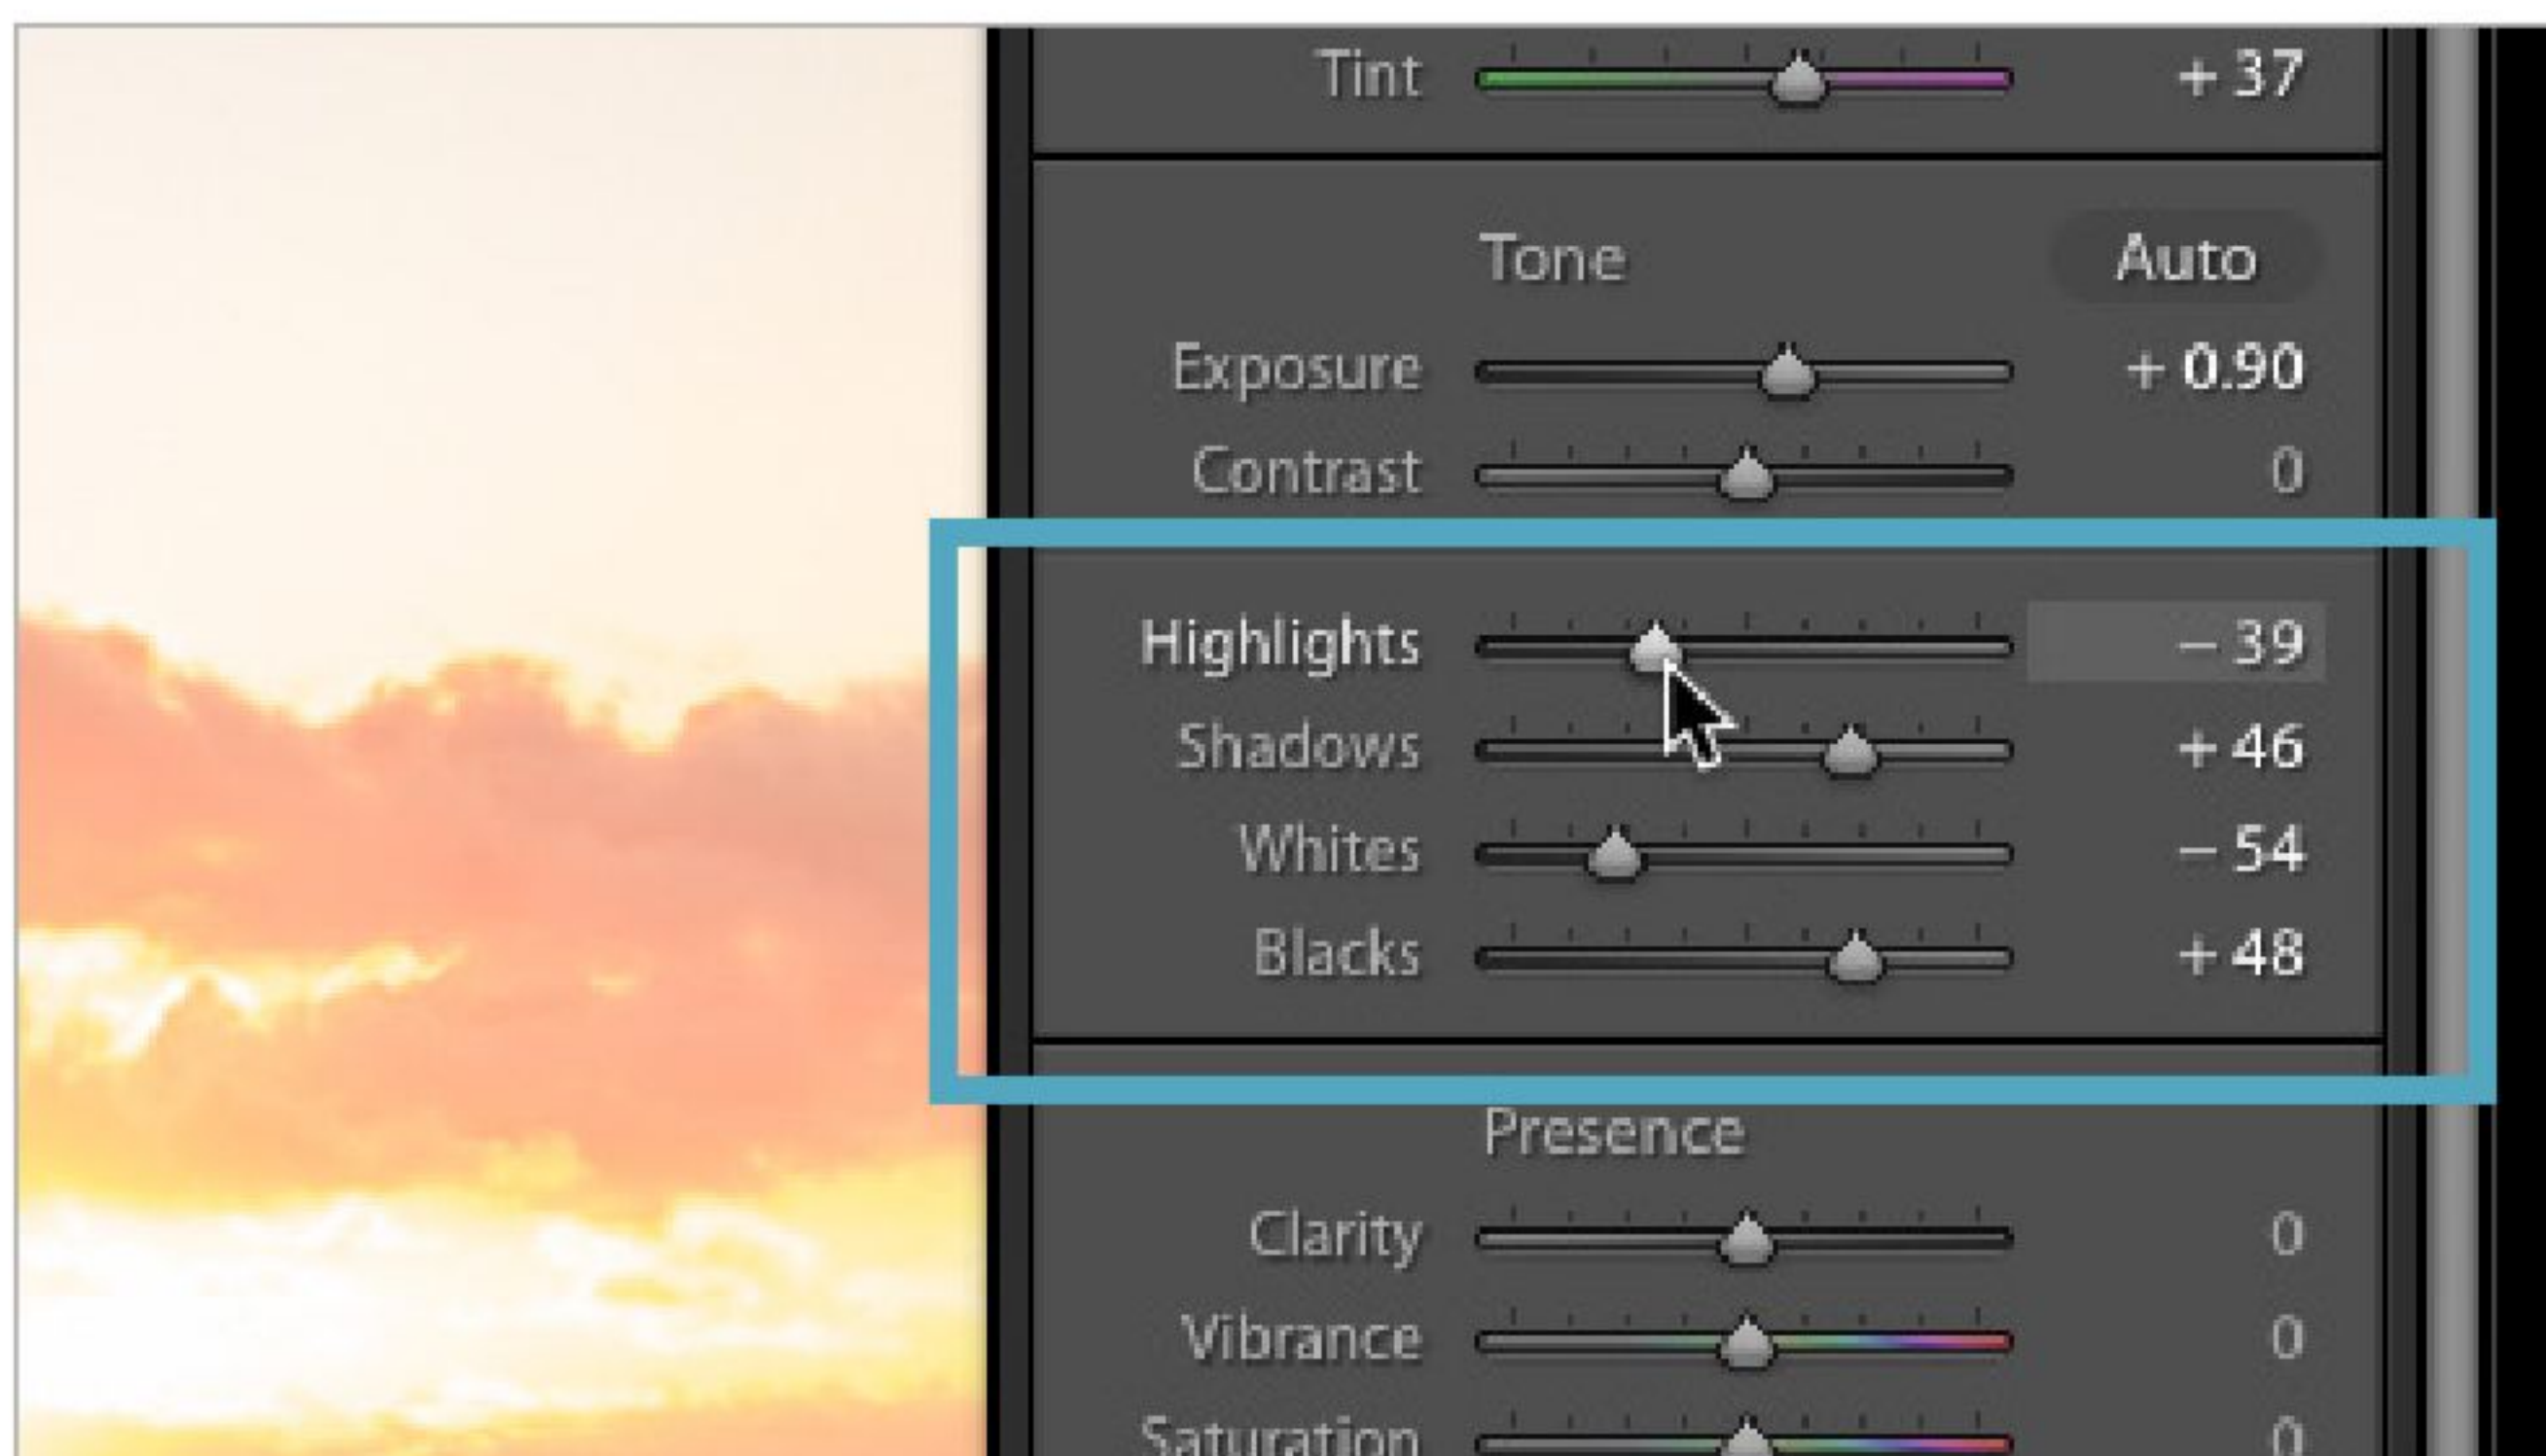 Tint +37
Tone Auto
Exposure +0.90
Contrast 0
Highlights −39
Shadows +46
Whites −54
Blacks +48
Presence
Clarity 0
Vibrance 0
Saturation 0